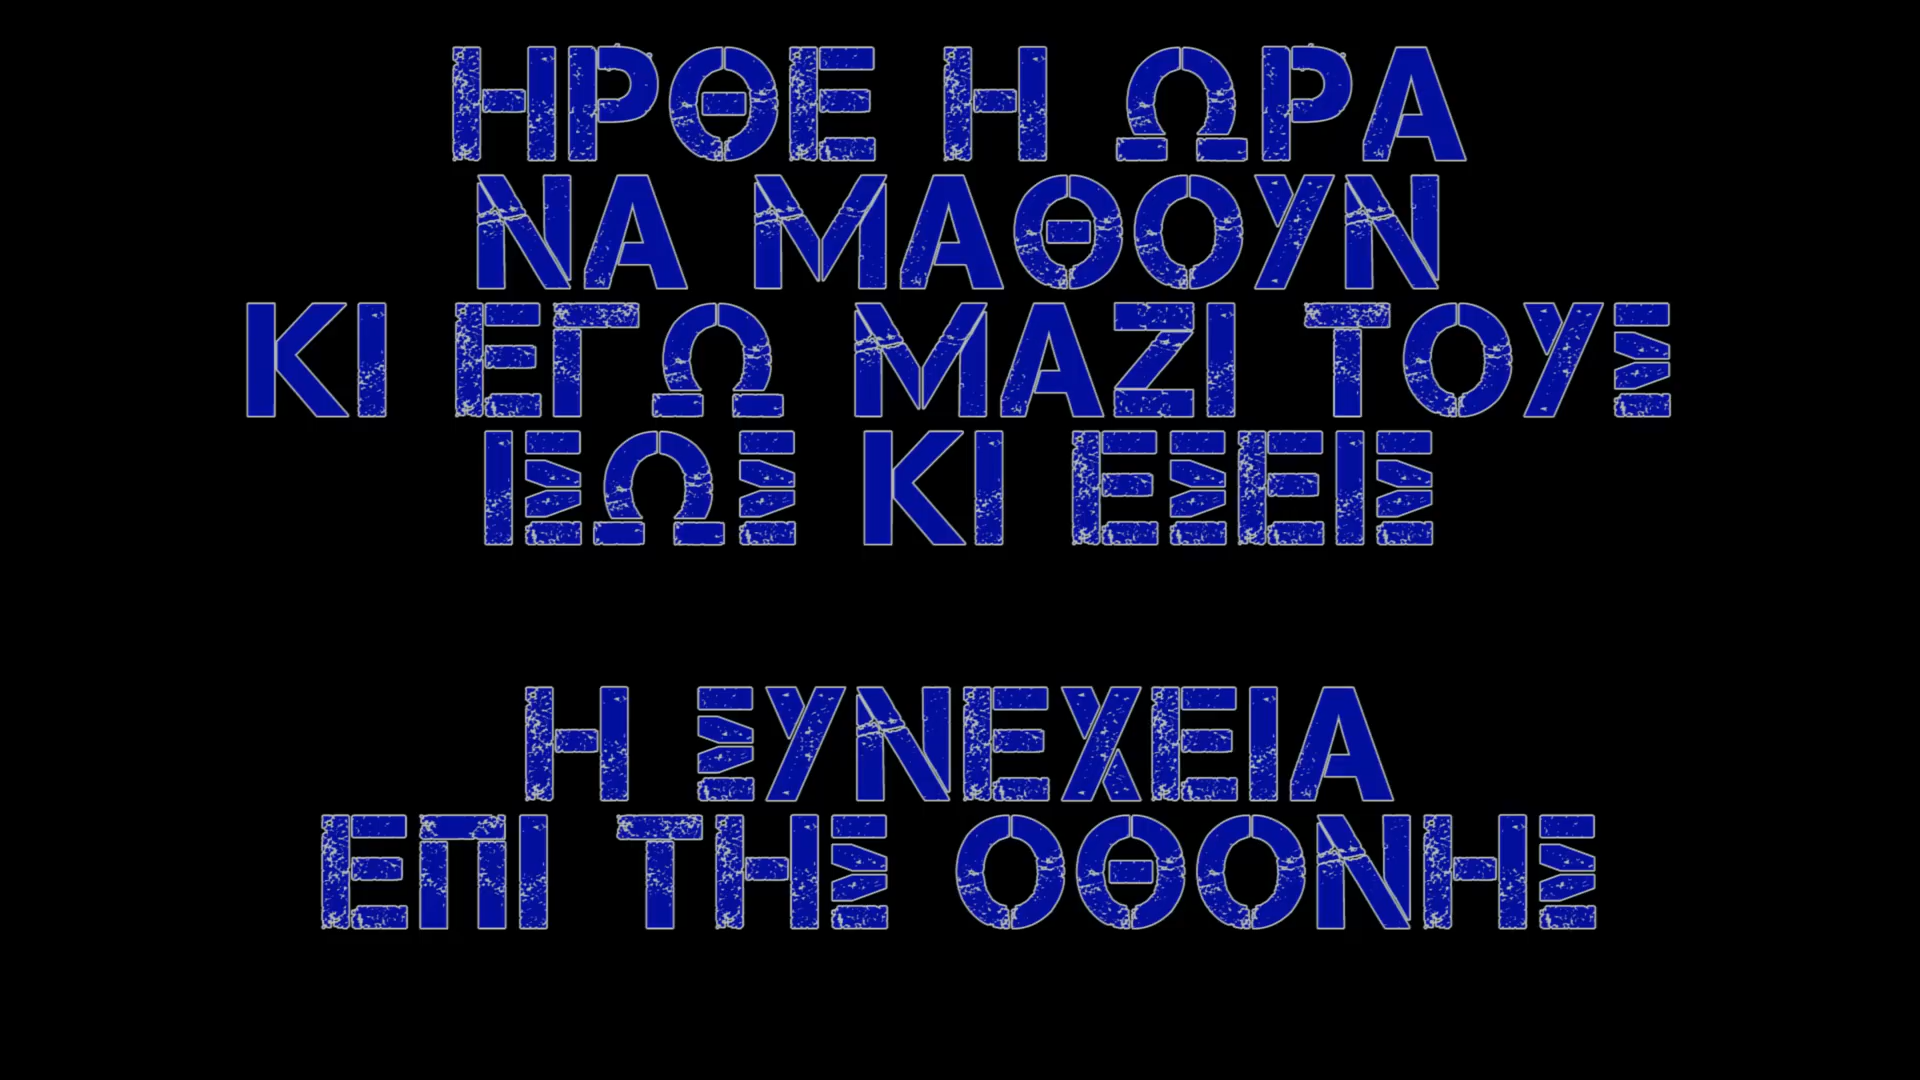 ΗΡΘΕ Η ΩΡΑ
ΝΑ ΜΑΘΟΥΝ
ΚΙ ΕΓΩ ΜΑΖΙ ΤΟΥΣ
ΙΣΩΣ ΚΙ ΕΣΕΙΣ
Η ΣΥΝΕΧΕΙΑ
ΕΠΙ ΤΗΣ ΟΘΟΝΗΣ